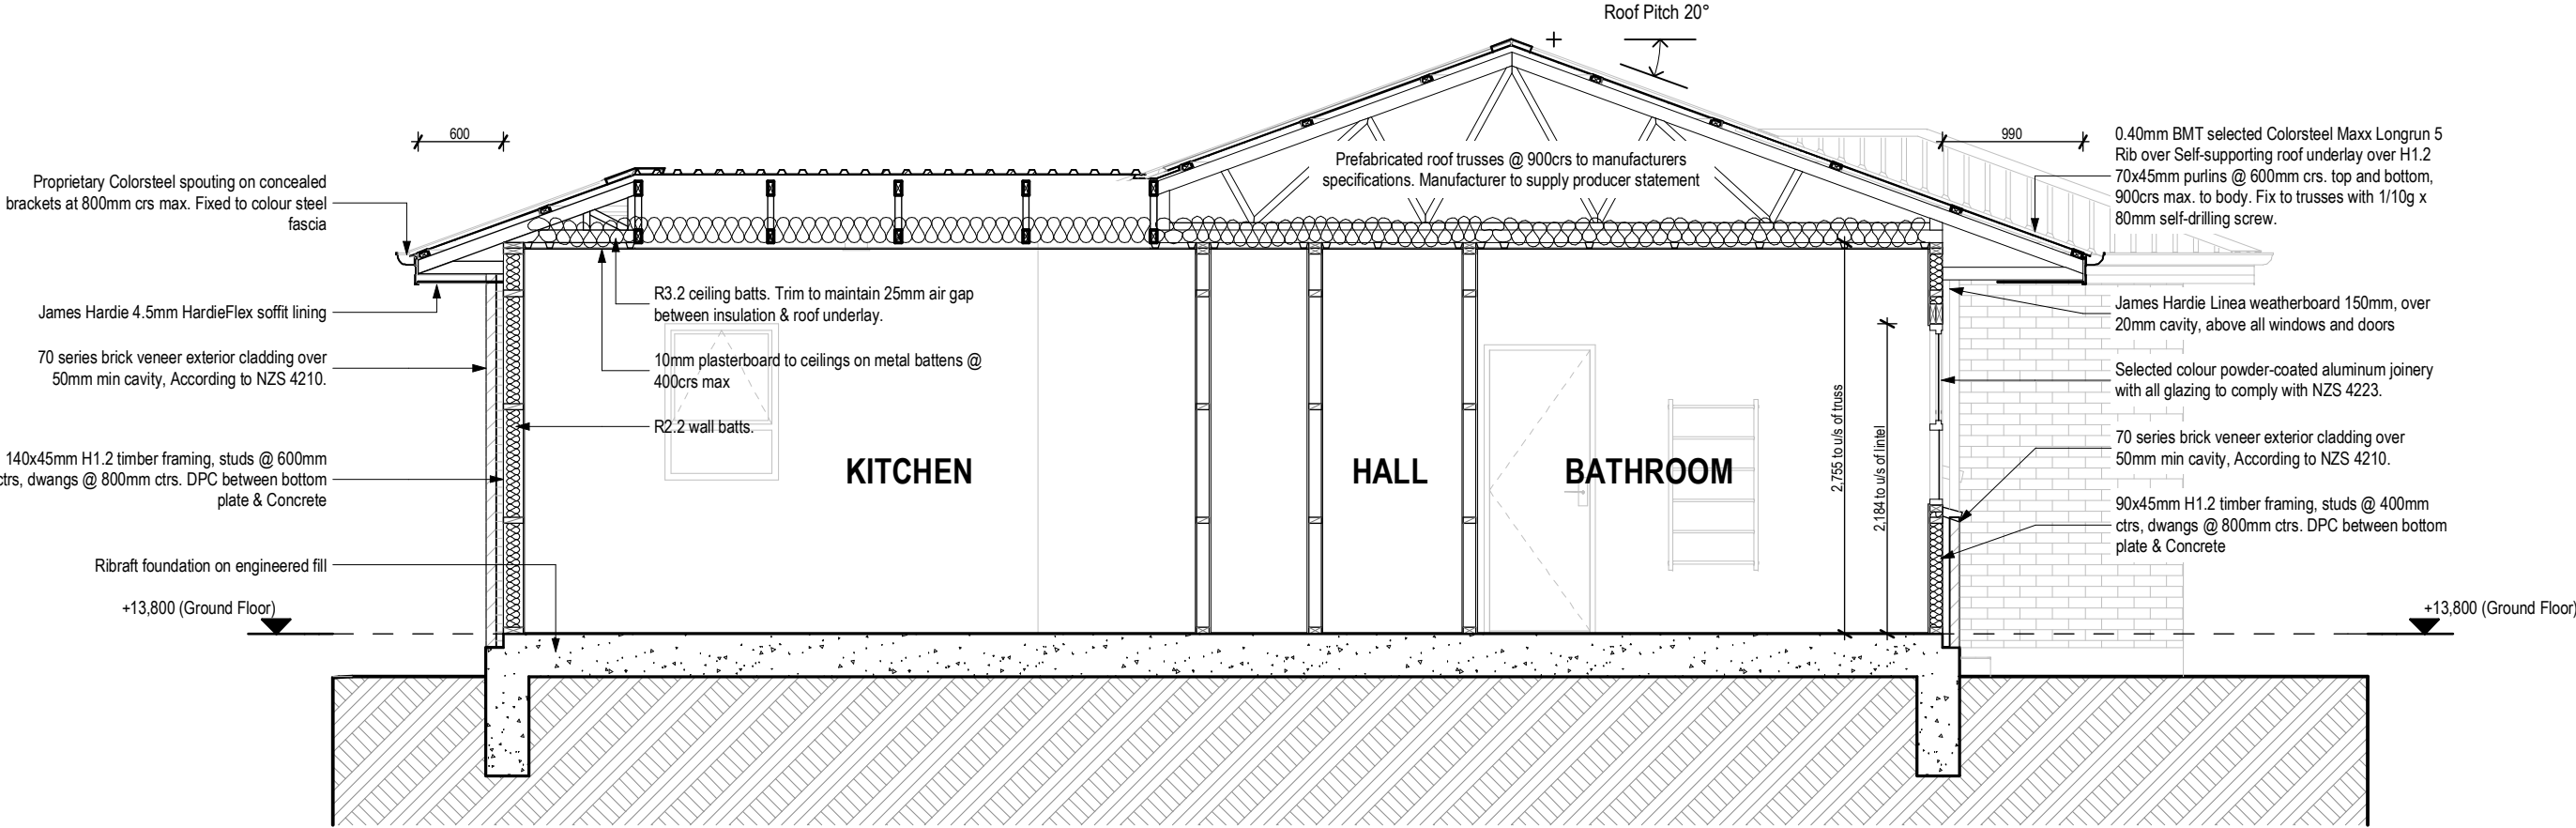 Roof Pitch 20°
600
990
Proprietary Colorsteel spouting on concealed
brackets at 800mm crs max. Fixed to colour steel
fascia
James Hardie 4.5mm HardieFlex soffit lining
70 series brick veneer exterior cladding over
50mm min cavity, According to NZS 4210.
140x45mm H1.2 timber framing, studs @ 600mm
ctrs, dwangs @ 800mm ctrs. DPC between bottom
plate & Concrete
Ribraft foundation on engineered fill
+13,800 (Ground Floor)
Prefabricated roof trusses @ 900crs to manufacturers
specifications. Manufacturer to supply producer statement
R3.2 ceiling batts. Trim to maintain 25mm air gap
between insulation & roof underlay.
10mm plasterboard to ceilings on metal battens @
400crs max
R2.2 wall batts.
KITCHEN
HALL
BATHROOM
2,755 to u/s of truss
2,184 to u/s of lintel
0.40mm BMT selected Colorsteel Maxx Longrun 5
Rib over Self-supporting roof underlay over H1.2
70x45mm purlins @ 600mm crs. top and bottom,
900crs max. to body. Fix to trusses with 1/10g x
80mm self-drilling screw.
James Hardie Linea weatherboard 150mm, over
20mm cavity, above all windows and doors
Selected colour powder-coated aluminum joinery
with all glazing to comply with NZS 4223.
70 series brick veneer exterior cladding over
50mm min cavity, According to NZS 4210.
90x45mm H1.2 timber framing, studs @ 400mm
ctrs, dwangs @ 800mm ctrs. DPC between bottom
plate & Concrete
+13,800 (Ground Floor)